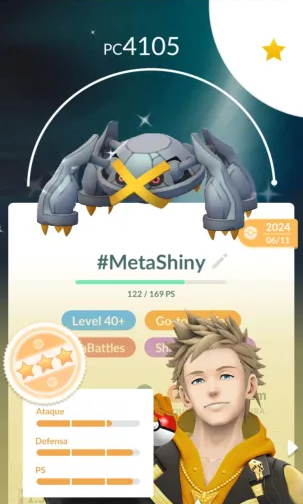 PC4105
2024
06/11
#MetaShiny
122 / 169 PS
Level 40+
Battles
Ataque
Defensa
PS